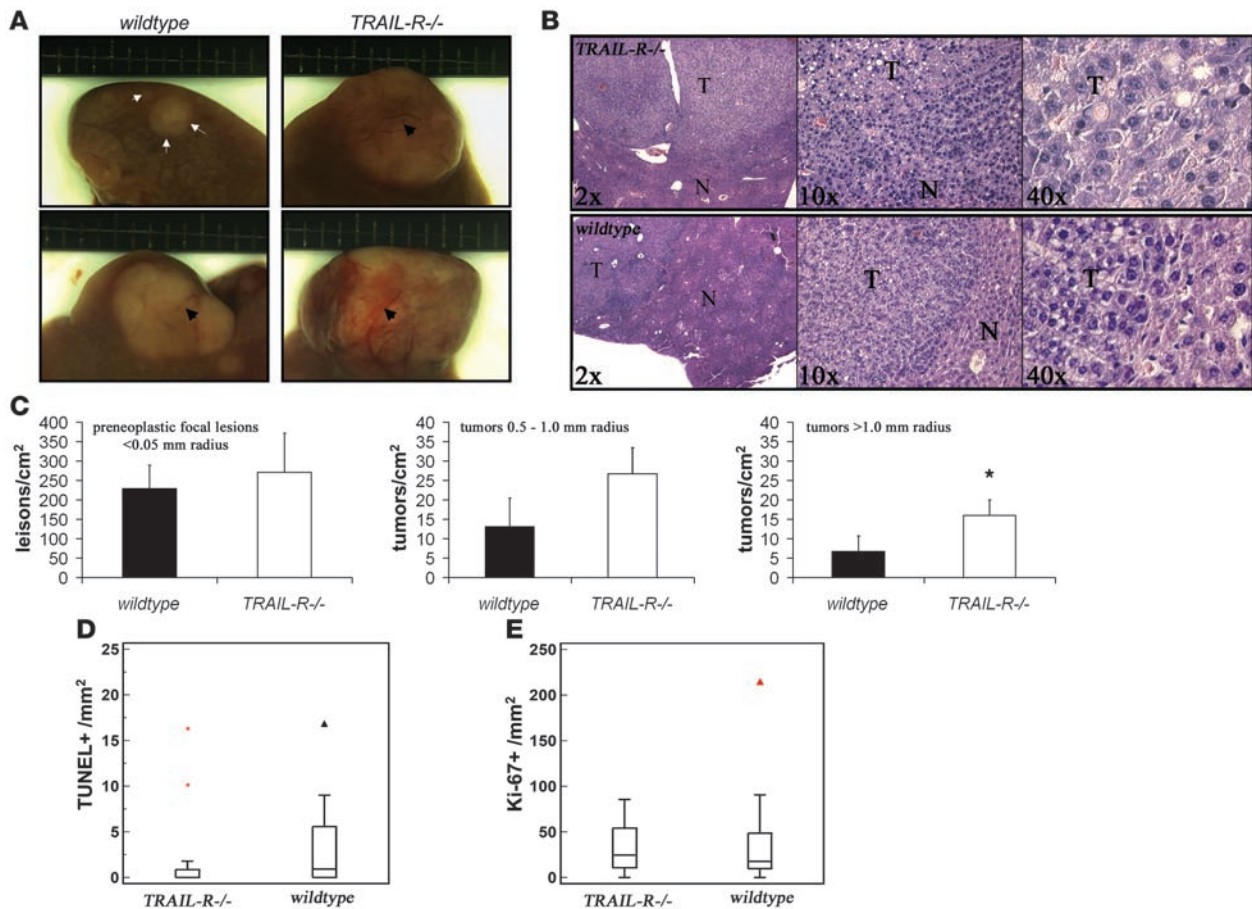 A
wildtype
TRAIL-R-/-
B
TRAIL-R-/-
T
N
2x
T
N
10x
T
40x
wildtype
T
N
2x
T
N
10x
T
N
40x
C
leisons/cm²
400
350
300
250
200
150
100
50
0
preneoplastic focal lesions
<0.05 mm radius
wildtype
TRAIL-R-/-
tumors/cm²
40
35
30
25
20
15
10
5
0
tumors 0.5 - 1.0 mm radius
wildtype
TRAIL-R-/-
tumors/cm²
40
35
30
25
20
15
10
5
0
tumors >1.0 mm radius
*
wildtype
TRAIL-R-/-
D
TUNEL+ /mm²
25
20
15
10
5
0
TRAIL-R-/-
wildtype
E
Ki-67+ /mm²
250
200
150
100
50
0
TRAIL-R-/-
wildtype